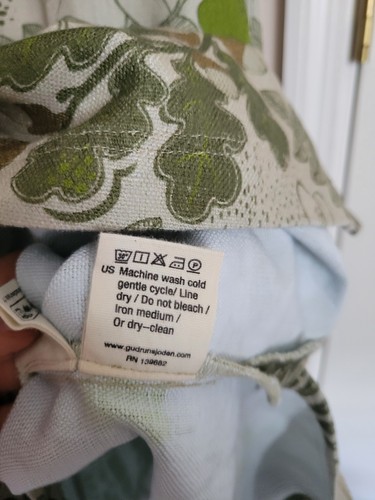 US Machine wash cold
gentle cycle/ Line
dry / Do not bleach /
Iron medium /
Or dry-clean
www.gudrunsjoden.com
RN 139682